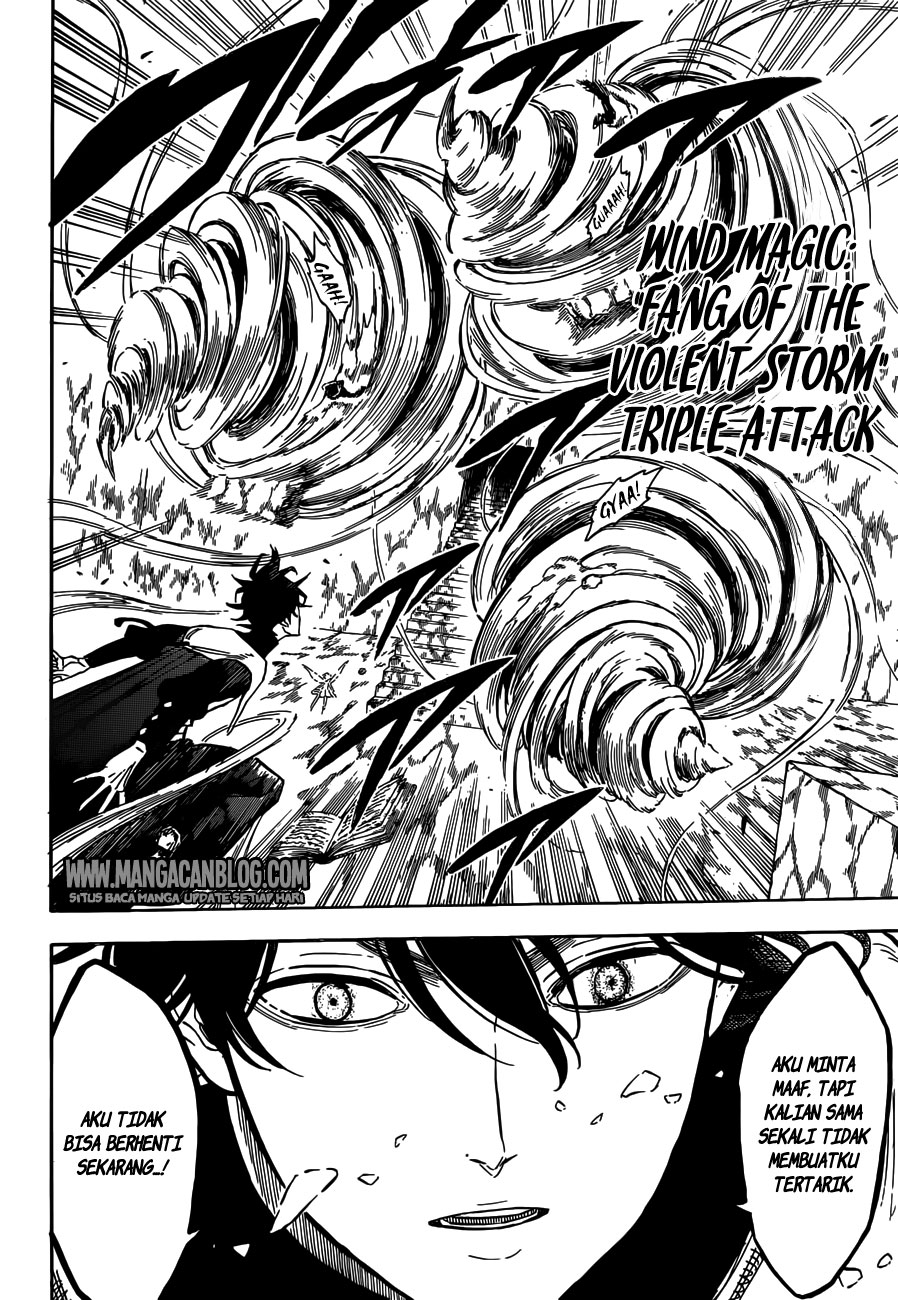 GUAAAH!
GAAH!
WIND MAGIC:
"FANG OF THE
VIOLENT STORM"
TRIPLE ATTACK
GYAA!
WWW.MANGACANBLOG.COM
SITUS BACA MANGA UPDATE SETIAP HARI
AKU MINTA
MAAF, TAPI
KALIAN SAMA
SEKALI TIDAK
MEMBUATKU
TERTARIK.
AKU TIDAK
BISA BERHENTI
SEKARANG...!